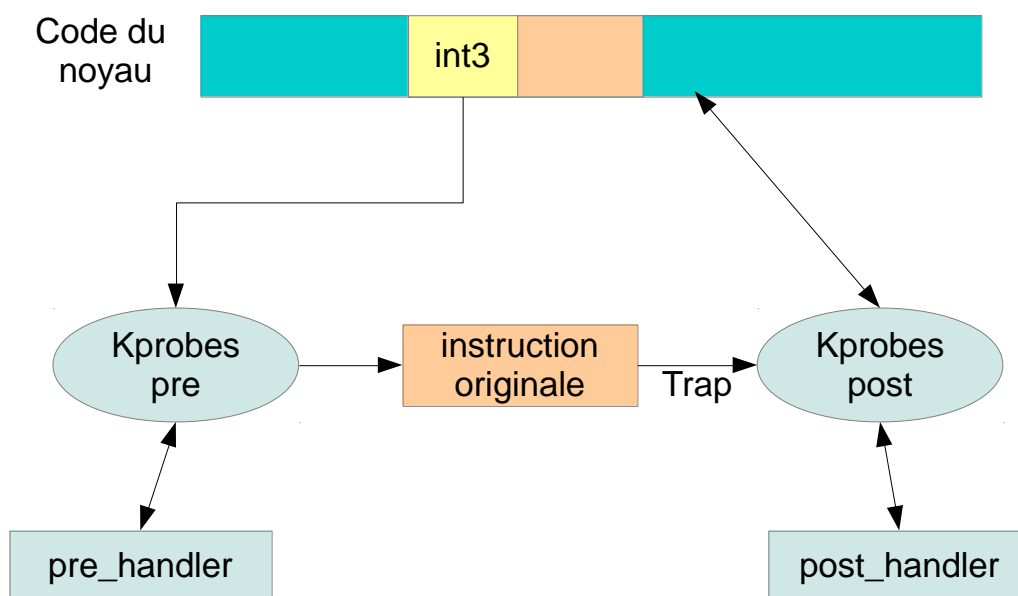 Code du
noyau
int3
Kprobes
pre
instruction
originale
Trap
Kprobes
post
pre_handler
post_handler